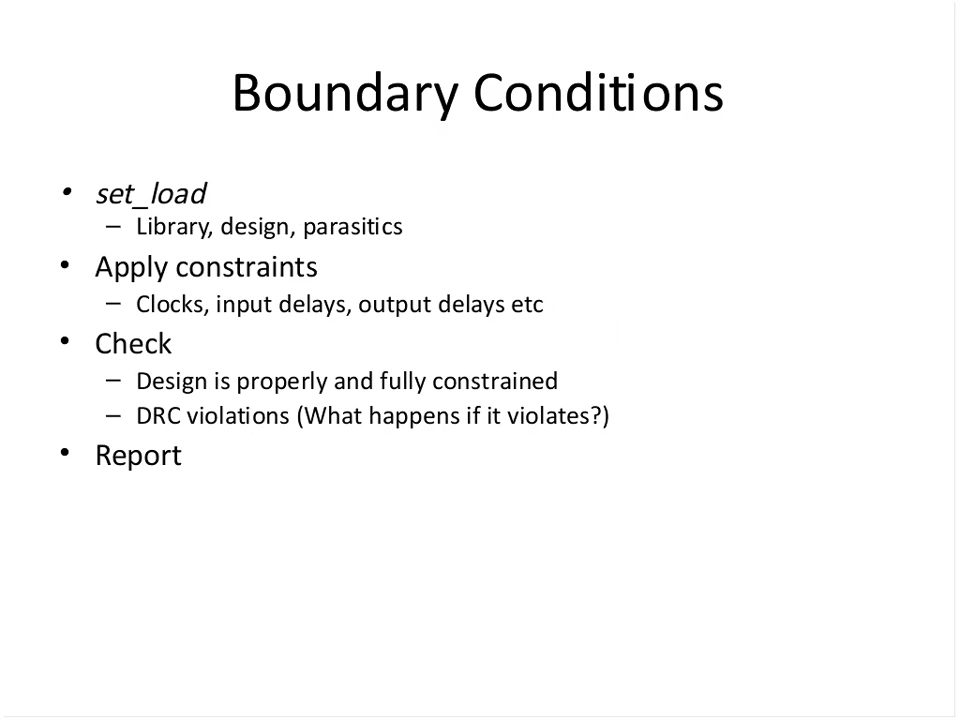 Boundary Conditions
• set_load
– Library, design, parasitics
• Apply constraints
– Clocks, input delays, output delays etc
• Check
– Design is properly and fully constrained
– DRC violations (What happens if it violates?)
• Report